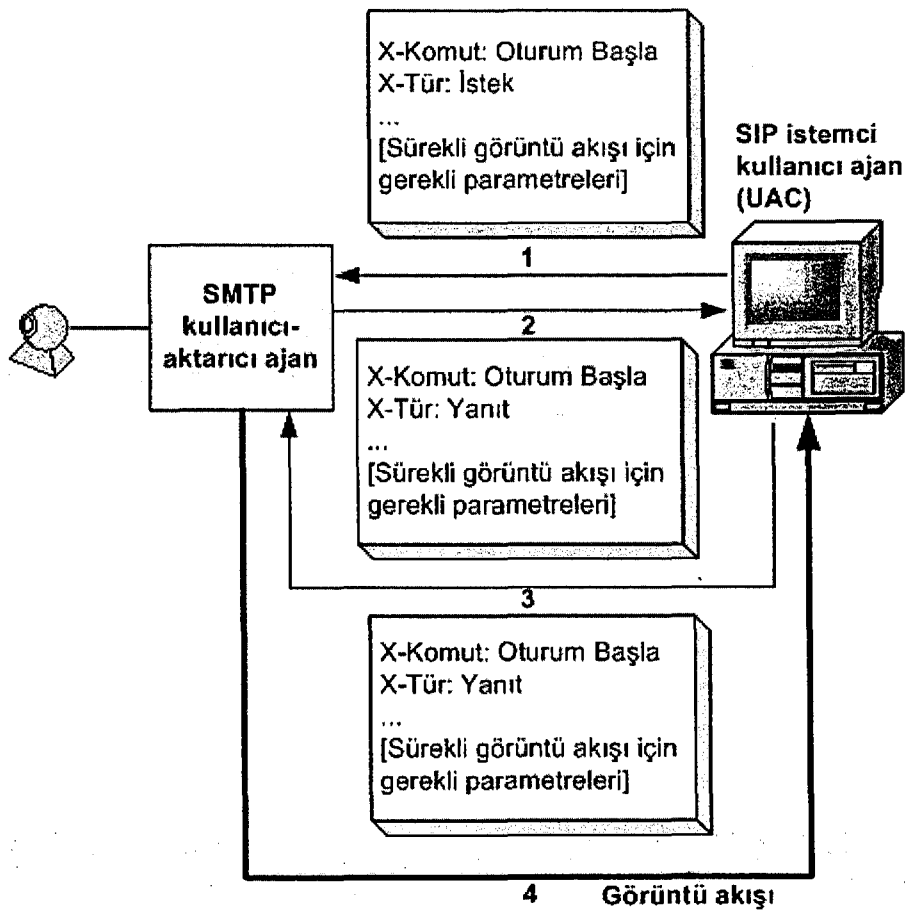 X-Komut: Oturum Başla
X-Tür: İstek
...
[Sürekli görüntü akışı için
gerekli parametreleri]
SIP istemci
kullanıcı ajan
(UAC)
1
SMTP
kullanıcı-
aktarıcı ajan
2
X-Komut: Oturum Başla
X-Tür: Yanıt
...
[Sürekli görüntü akışı için
gerekli parametreleri]
3
X-Komut: Oturum Başla
X-Tür: Yanıt
...
[Sürekli görüntü akışı için
gerekli parametreleri]
4 Görüntü akışı